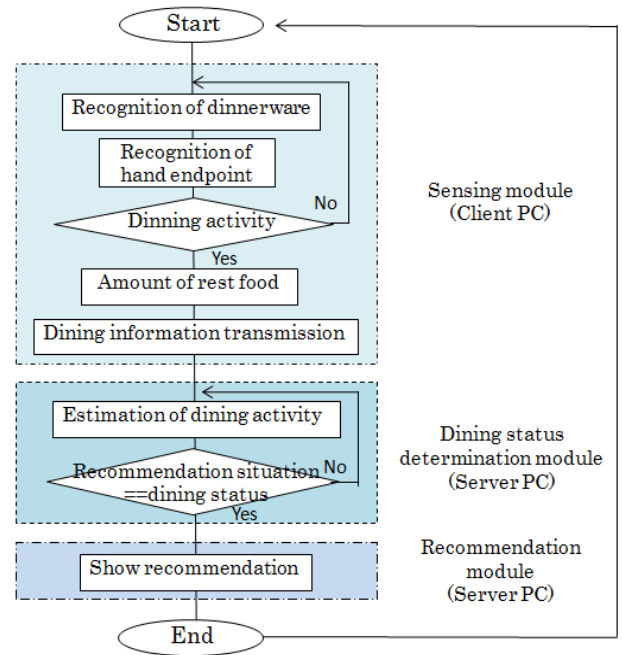 Start
Recognition of dinnerware
Recognition of
hand endpoint
No
Dinning activity
Yes
Amount of rest food
Dining information transmission
Sensing module
(Client PC)
Estimation of dining activity
Recommendation situation
==dining status
No
Yes
Dining status
determination module
(Server PC)
Show recommendation
Recommendation
module
(Server PC)
End